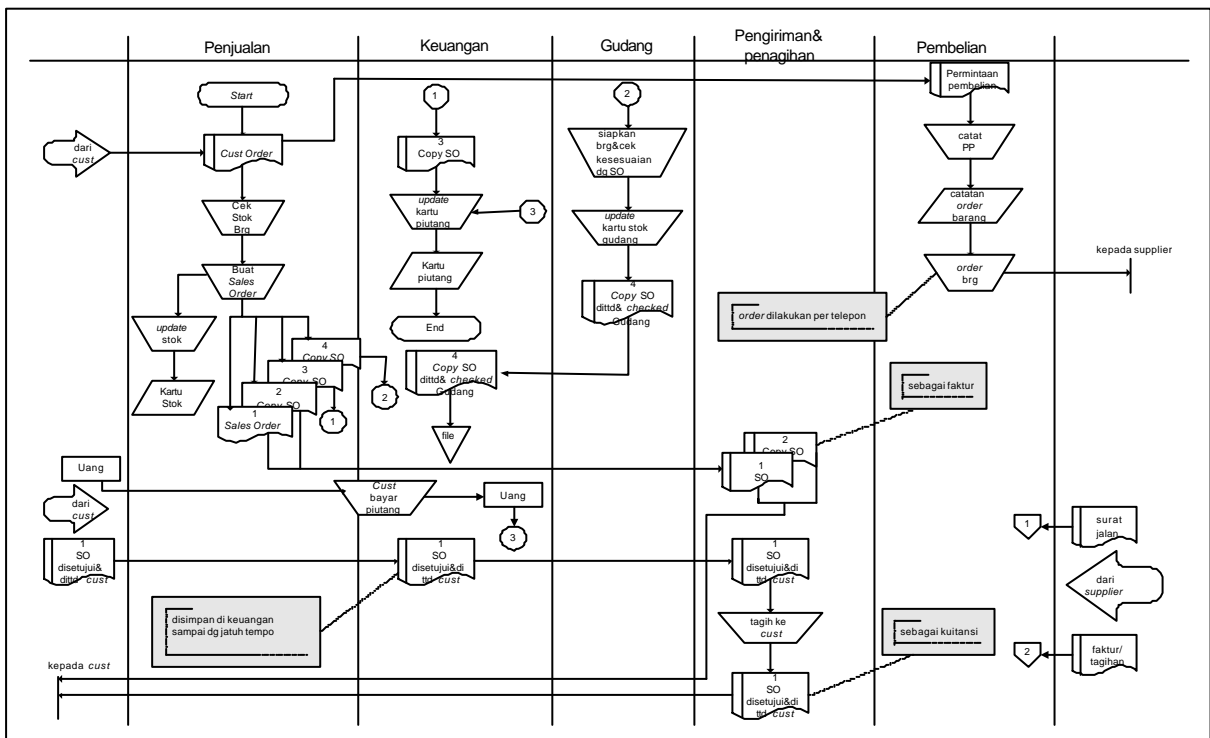 Penjualan
Keuangan
Gudang
Pengiriman&
penagihan
Pembelian
Start
dari
cust
Cust Order
Cek
Stok
Brg
Buat
Sales
Order
update
stok
Kartu
Stok
4
Copy SO
3
Copy SO
2
Copy SO
1
Sales Order
1
2
1
3
Copy SO
update
kartu
piutang
3
Kartu
piutang
End
4
Copy SO
dittd& checked
Gudang
file
2
siapkan
brg&cek
kesesuaian
dg SO
update
kartu stok
gudang
4
Copy SO
dittd& checked
Gudang
Permintaan
pembelian
catat
PP
catatan
order
barang
order
brg
kepada supplier
order dilakukan per telepon
sebagai faktur
2
Copy SO
1
SO
Uang
dari
cust
Cust
bayar
piutang
Uang
3
1
SO
disetujui&
dittd cust
1
SO
disetujui&di
ttd cust
1
SO
disetujui&di
ttd cust
disimpan di keuangan
sampai dg jatuh tempo
tagih ke
cust
sebagai kuitansi
1
SO
disetujui&di
ttd cust
kepada cust
1
surat
jalan
dari
supplier
2
faktur/
tagihan